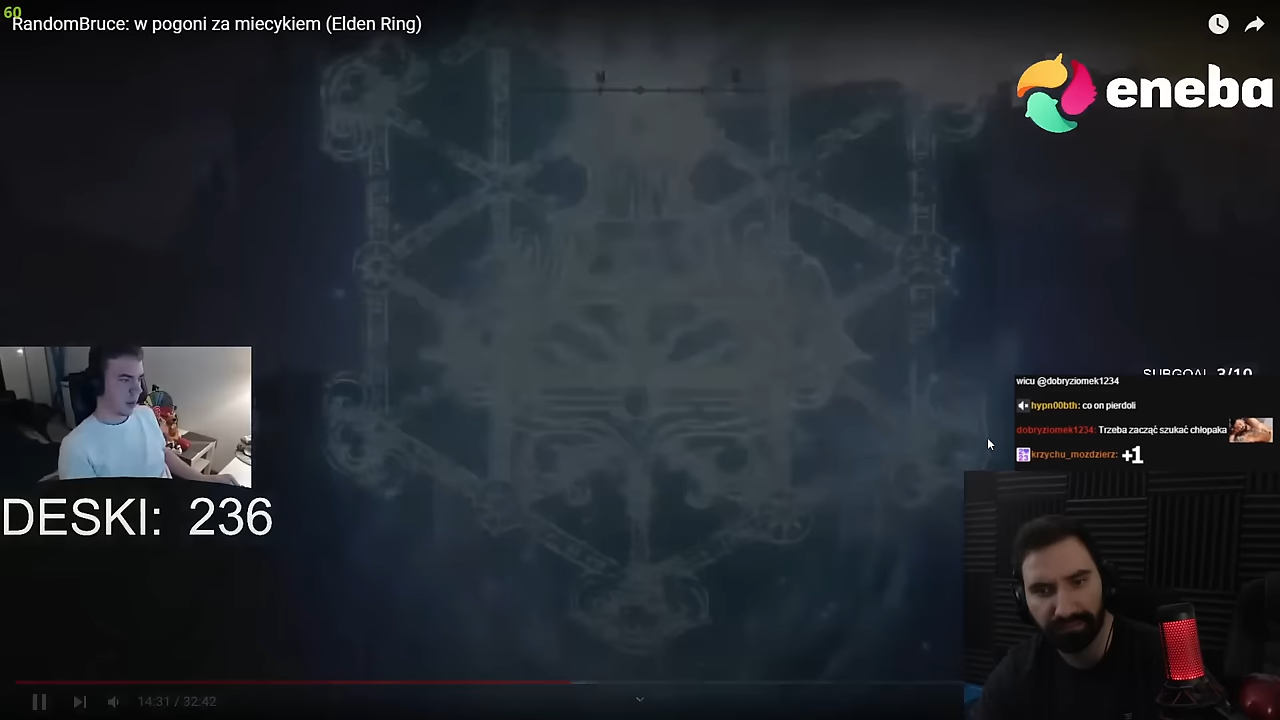 60
RandomBruce: w pogoni za miecykiem (Elden Ring)
eneba
SUBGOAL 3/10
wicu @dobryziomek1234
hypn00bth: co on pierdoli
dobryziomek1234: Trzeba zacząć szukać chłopaka
krzychu_mozdzierz: +1
DESKI: 236
14:31 / 32:42